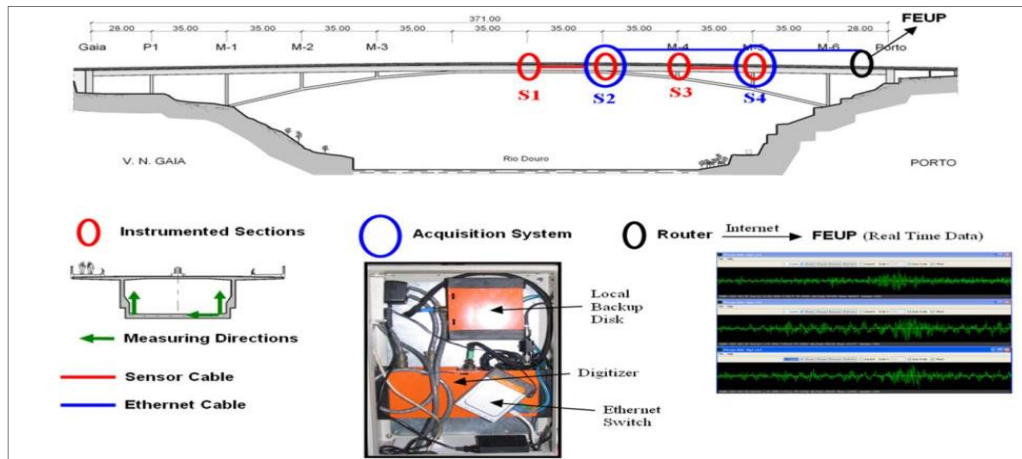 371.00
FEUP
28.00 35.00 35.00 35.00 35.00 35.00 35.00 35.00 35.00 35.00 28.00
Gaia P1 M-1 M-2 M-3 M-4 M-5 M-6 Porto
S1 S2 S3 S4
V. N. GAIA
Rio Douro
PORTO
Instrumented Sections
Acquisition System
Router Internet FEUP (Real Time Data)
Local
Backup
Disk
Measuring Directions
Digitizer
Sensor Cable
Ethernet Cable
Ethernet
Switch